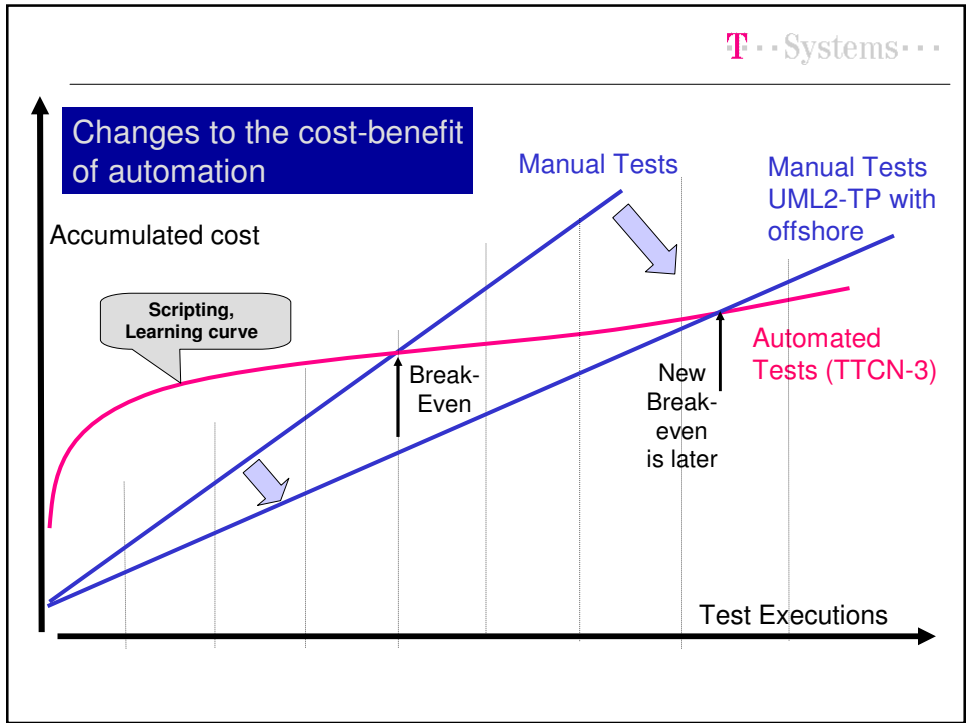 T··Systems···
Changes to the cost-benefit
of automation
Manual Tests
Manual Tests
UML2-TP with
offshore
Accumulated cost
Scripting,
Learning curve
Break-
Even
New
Break-
even
is later
Automated
Tests (TTCN-3)
Test Executions